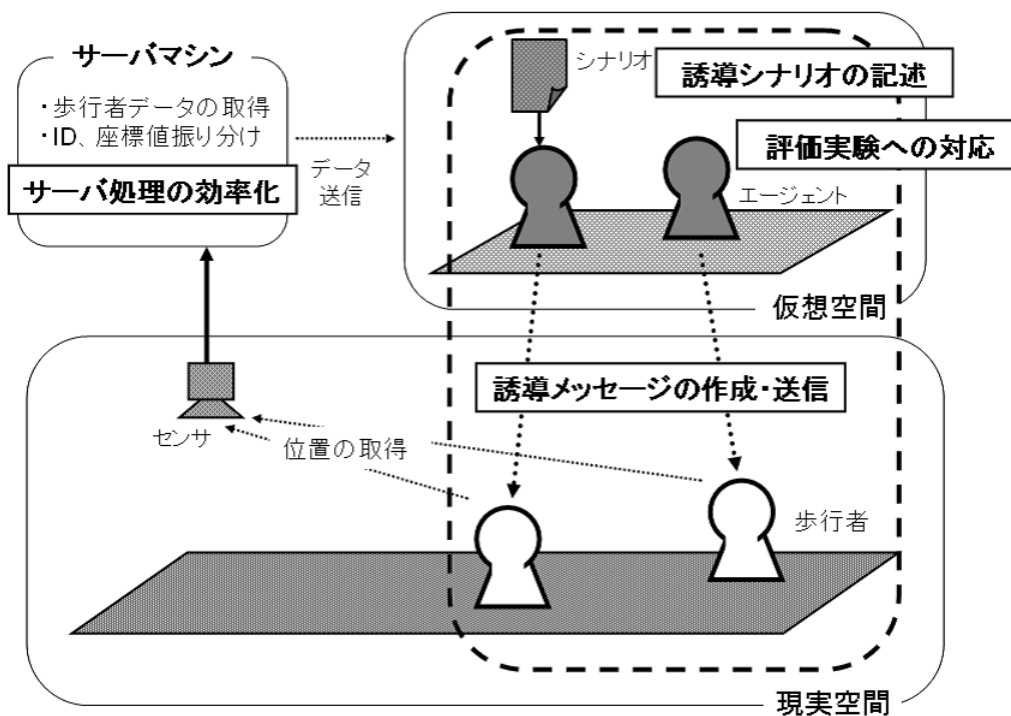 サーバマシン
・歩行者データの取得
・ID、座標値振り分け
サーバ処理の効率化
データ
送信
シナリオ
誘導シナリオの記述
評価実験への対応
エージェント
仮想空間
誘導メッセージの作成・送信
センサ
位置の取得
歩行者
現実空間